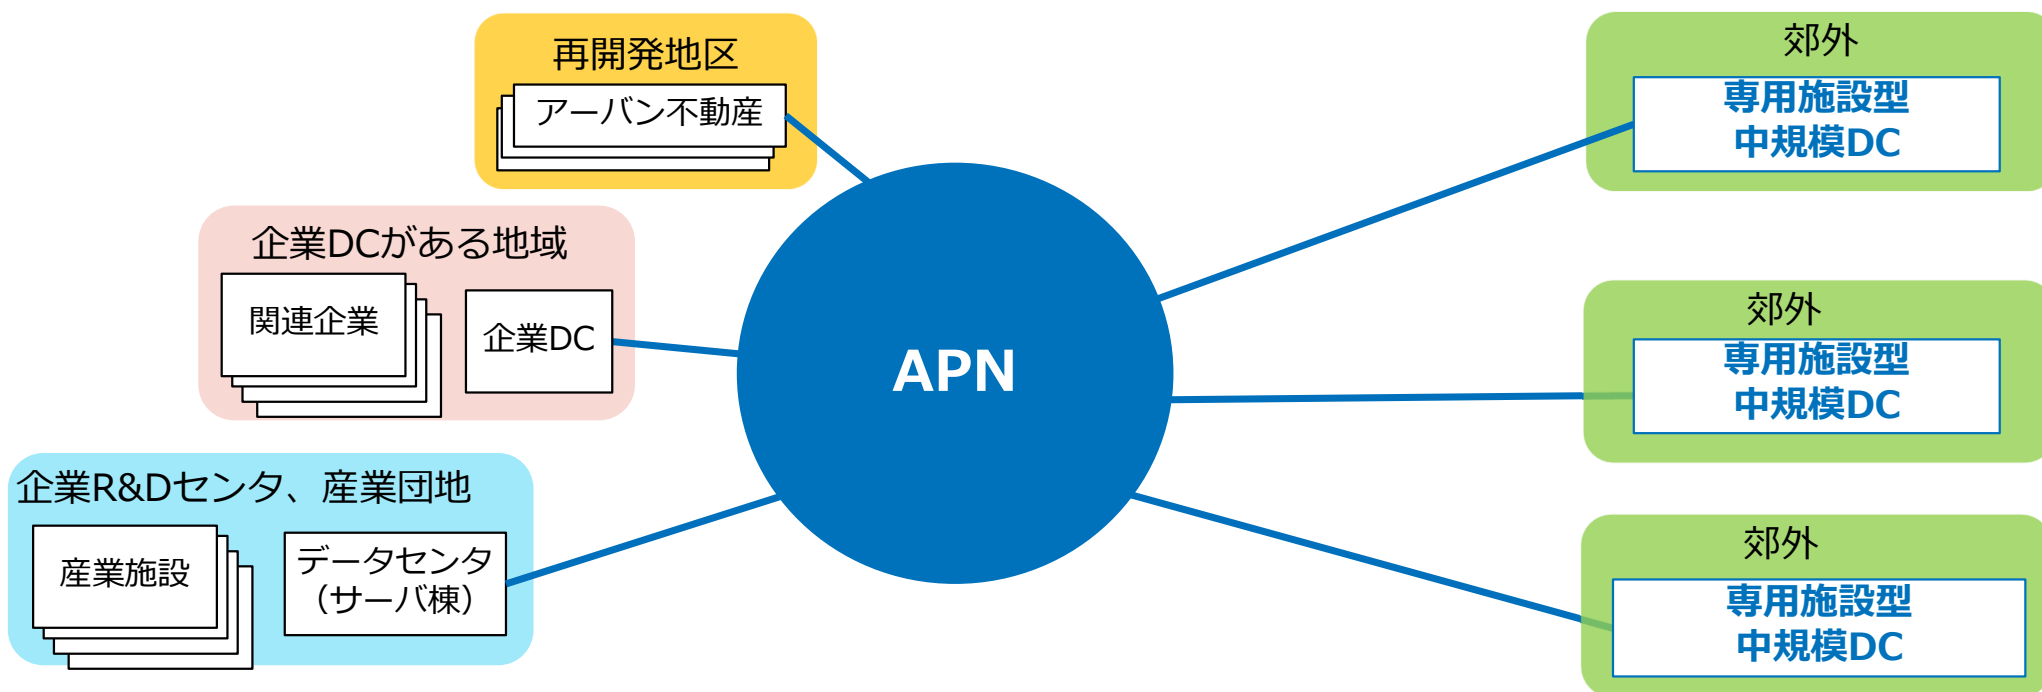 再開発地区
アーバン不動産
企業DCがある地域
関連企業
企業DC
企業R&Dセンタ、産業団地
産業施設
データセンタ
（サーバ棟）
APN
郊外
専用施設型
中規模DC
郊外
専用施設型
中規模DC
郊外
専用施設型
中規模DC